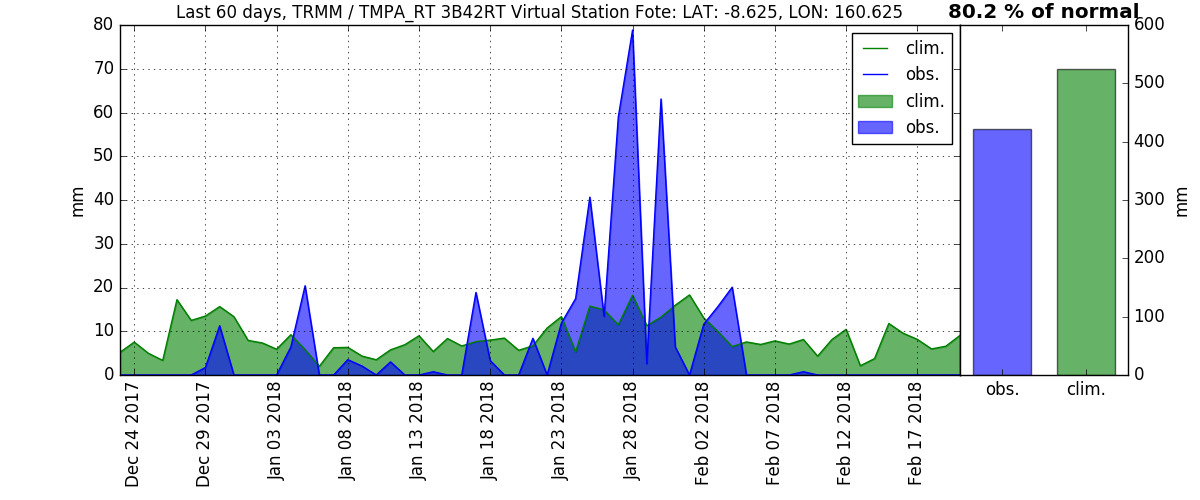 Last 60 days, TRMM / TMPA_RT 3B42RT Virtual Station Fote: LAT: -8.625, LON: 160.625
80.2 % of normal
80
70
60
50
40
30
20
10
0
mm
clim.
obs.
clim.
obs.
Dec 24 2017
Dec 29 2017
Jan 03 2018
Jan 08 2018
Jan 13 2018
Jan 18 2018
Jan 23 2018
Jan 28 2018
Feb 02 2018
Feb 07 2018
Feb 12 2018
Feb 17 2018
600
500
400
300
200
100
0
mm
obs.
clim.